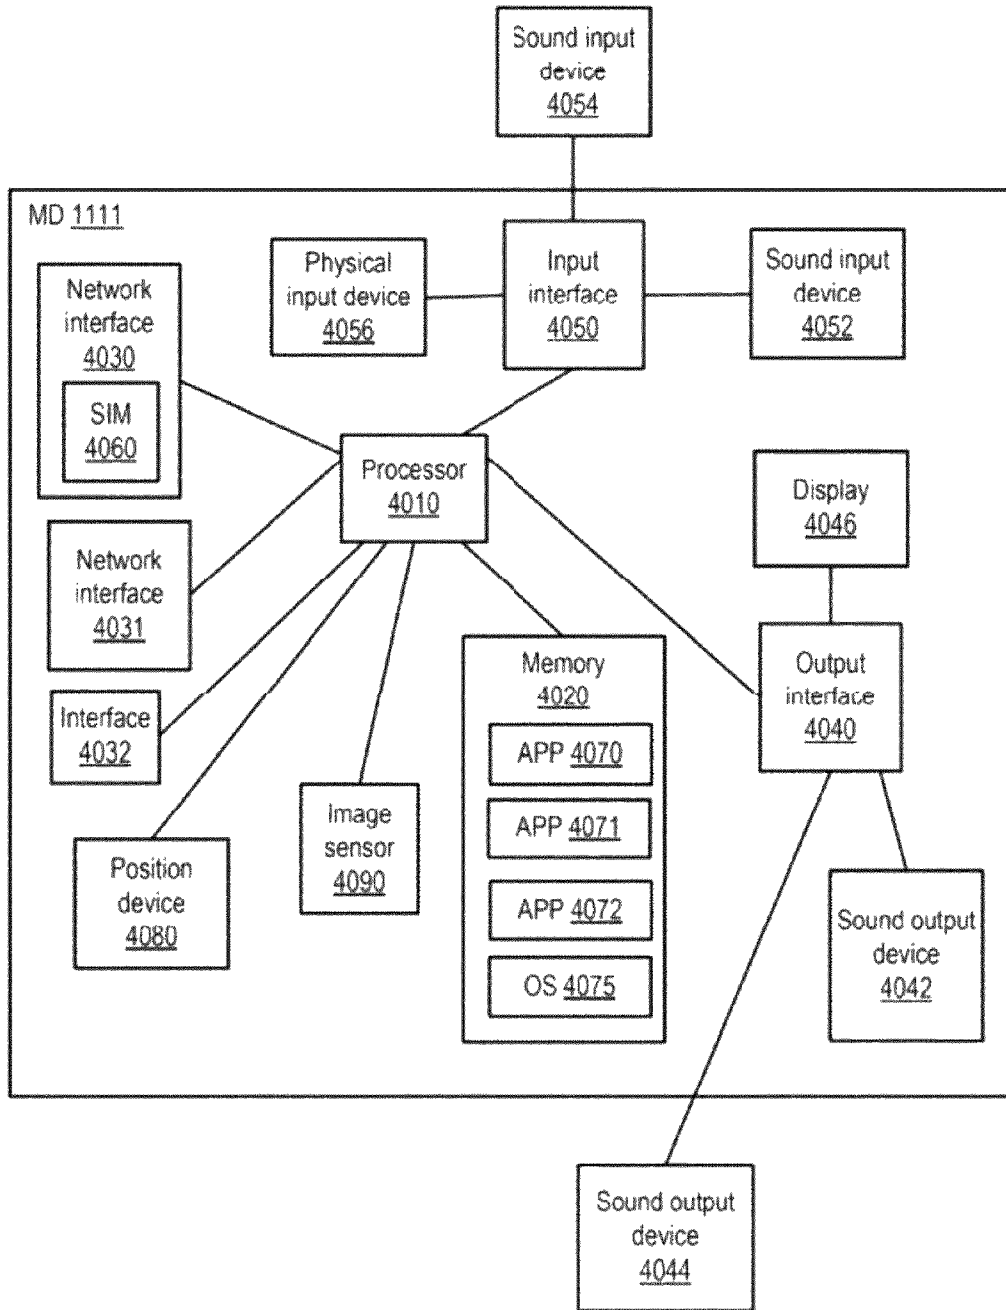 Sound input
device
4054
MD 1111
Physical
input device
4056
Input
interface
4050
Sound input
device
4052
Network
interface
4030
SIM
4060
Processor
4010
Display
4046
Network
interface
4031
Interface
4032
Memory
4020
APP 4070
APP 4071
APP 4072
OS 4075
Output
interface
4040
Image
sensor
4090
Position
device
4080
Sound output
device
4042
Sound output
device
4044